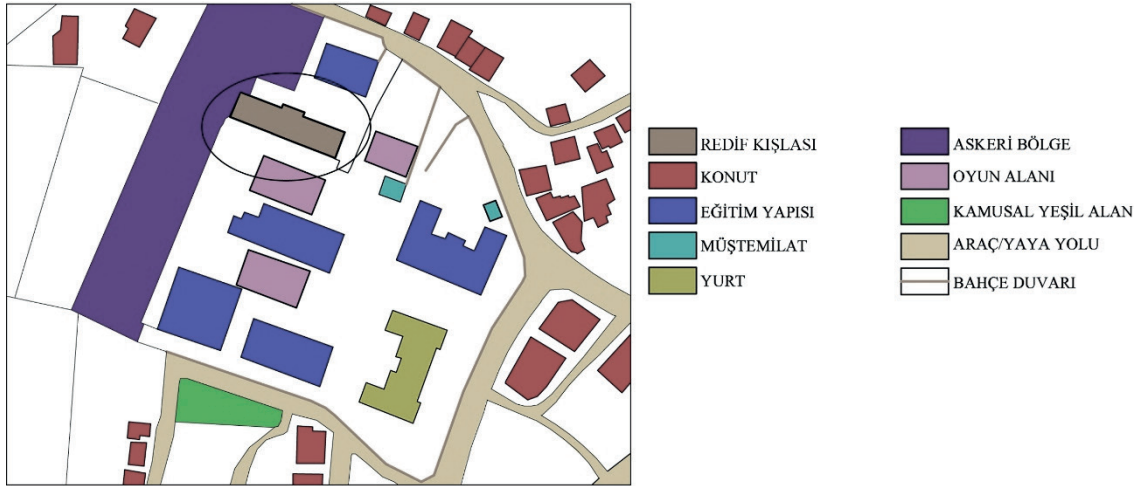 REDİF KIŞLASI
KONUT
EĞİTİM YAPISI
MÜŞTEMİLAT
YURT
ASKERİ BÖLGE
OYUN ALANI
KAMUSAL YEŞİL ALAN
ARAÇ/YAYA YOLU
BAHÇE DUVARI